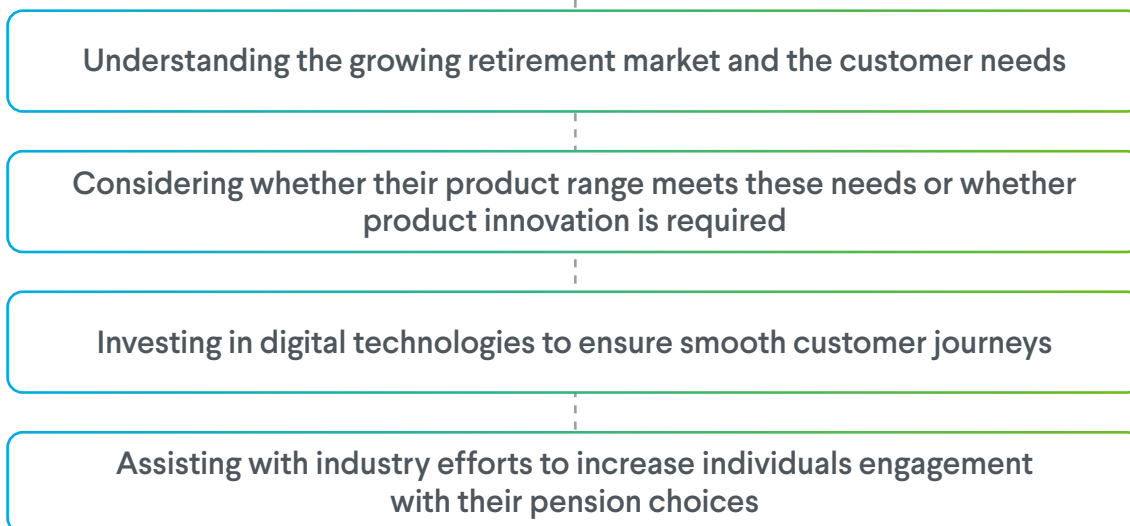 Understanding the growing retirement market and the customer needs
Considering whether their product range meets these needs or whether
product innovation is required
Investing in digital technologies to ensure smooth customer journeys
Assisting with industry efforts to increase individuals engagement
with their pension choices